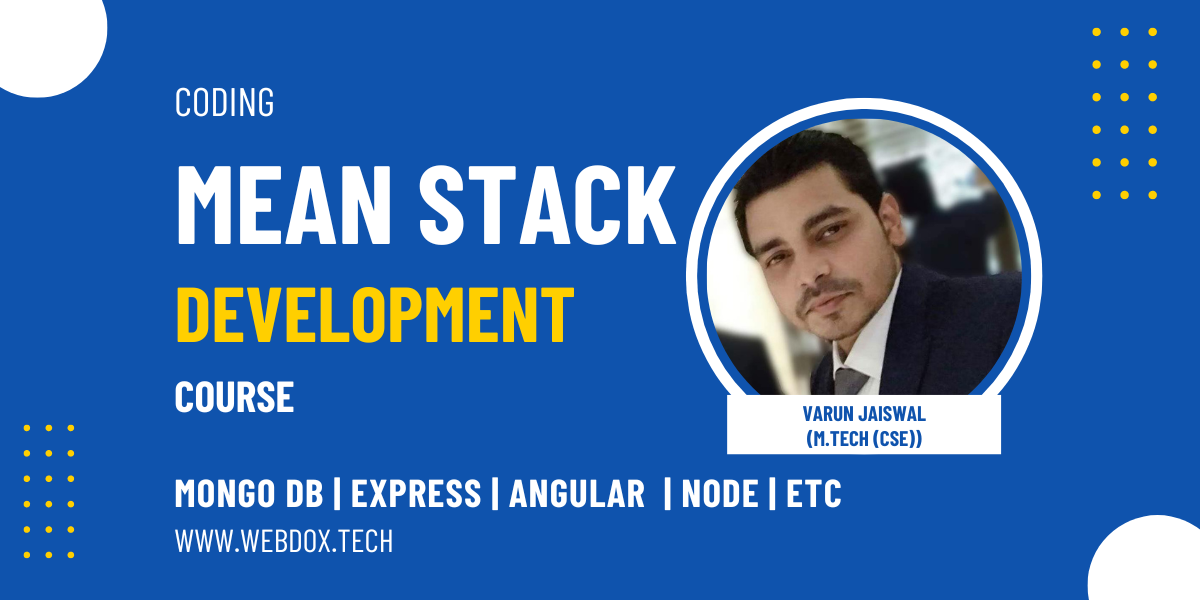 CODING
MEAN STACK
DEVELOPMENT
COURSE
VARUN JAISWAL
(M.TECH (CSE))
MONGO DB | EXPRESS | ANGULAR | NODE | ETC
WWW.WEBDOX.TECH